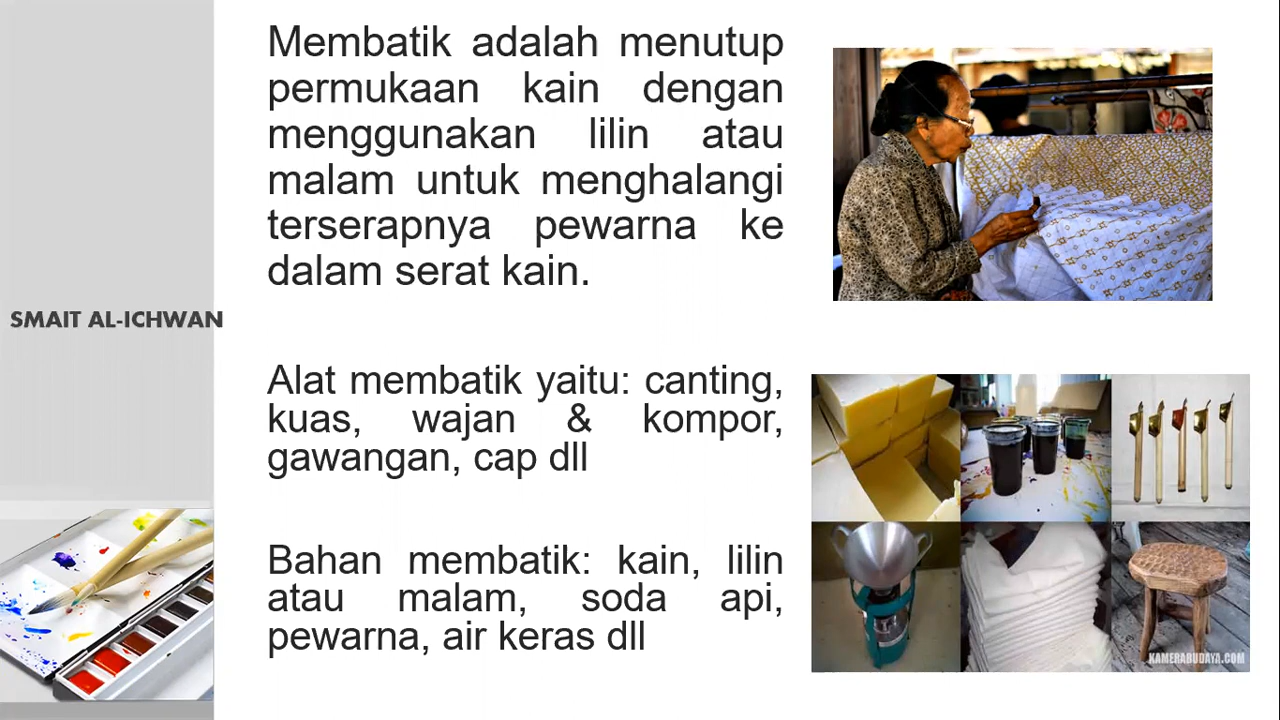 Membatik adalah menutup
permukaan kain dengan
menggunakan lilin atau
malam untuk menghalangi
terserapnya pewarna ke
dalam serat kain.
SMAIT AL-ICHWAN
Alat membatik yaitu: canting,
kuas, wajan & kompor,
gawangan, cap dll
Bahan membatik: kain, lilin
atau malam, soda api,
pewarna, air keras dll
KAMERABUDAYA.COM